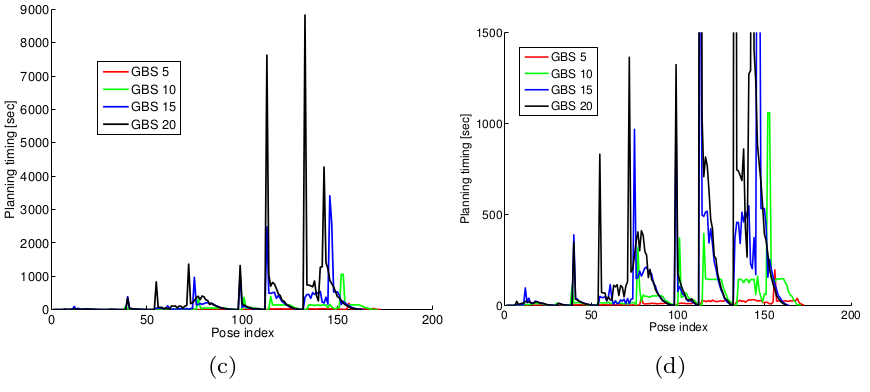 9000
8000
7000
6000
5000
4000
3000
2000
1000
0
Planning timing [sec]
GBS 5
GBS 10
GBS 15
GBS 20
0 50 100 150 200
Pose index
(c)
1500
1000
500
0
Planning timing [sec]
GBS 5
GBS 10
GBS 15
GBS 20
0 50 100 150 200
Pose index
(d)